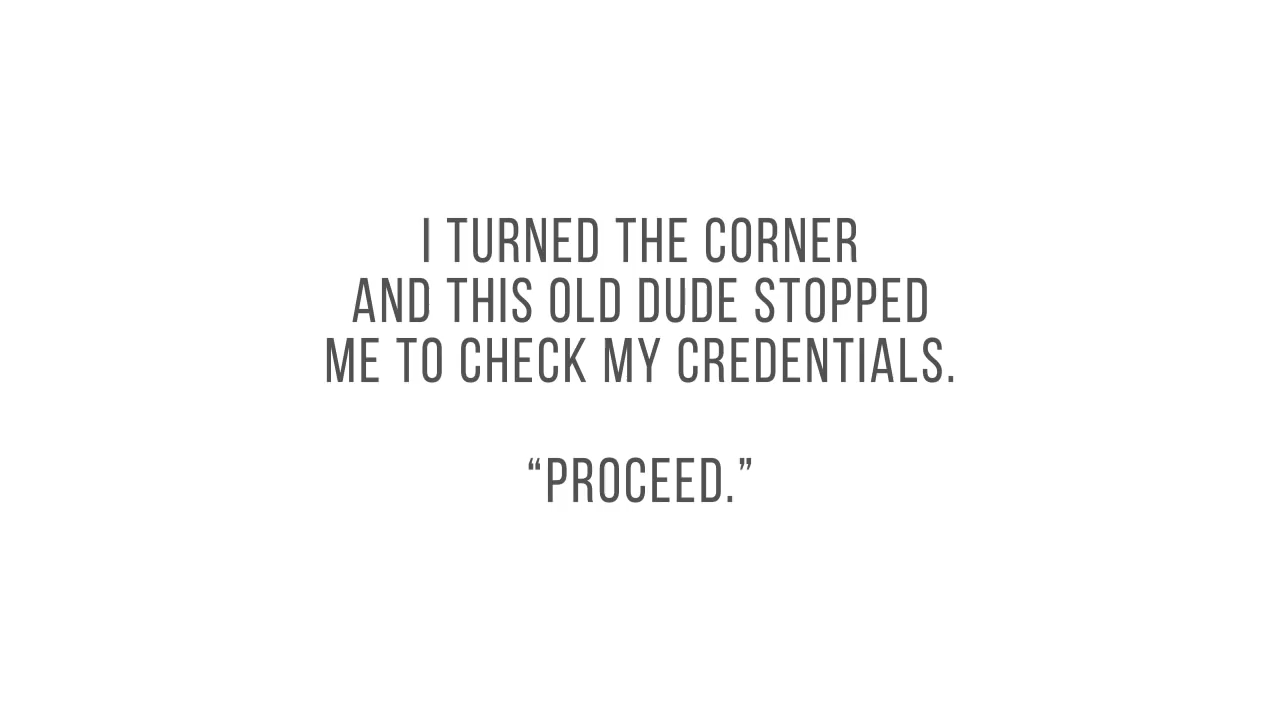 I TURNED THE CORNER
AND THIS OLD DUDE STOPPED
ME TO CHECK MY CREDENTIALS.
“PROCEED.”